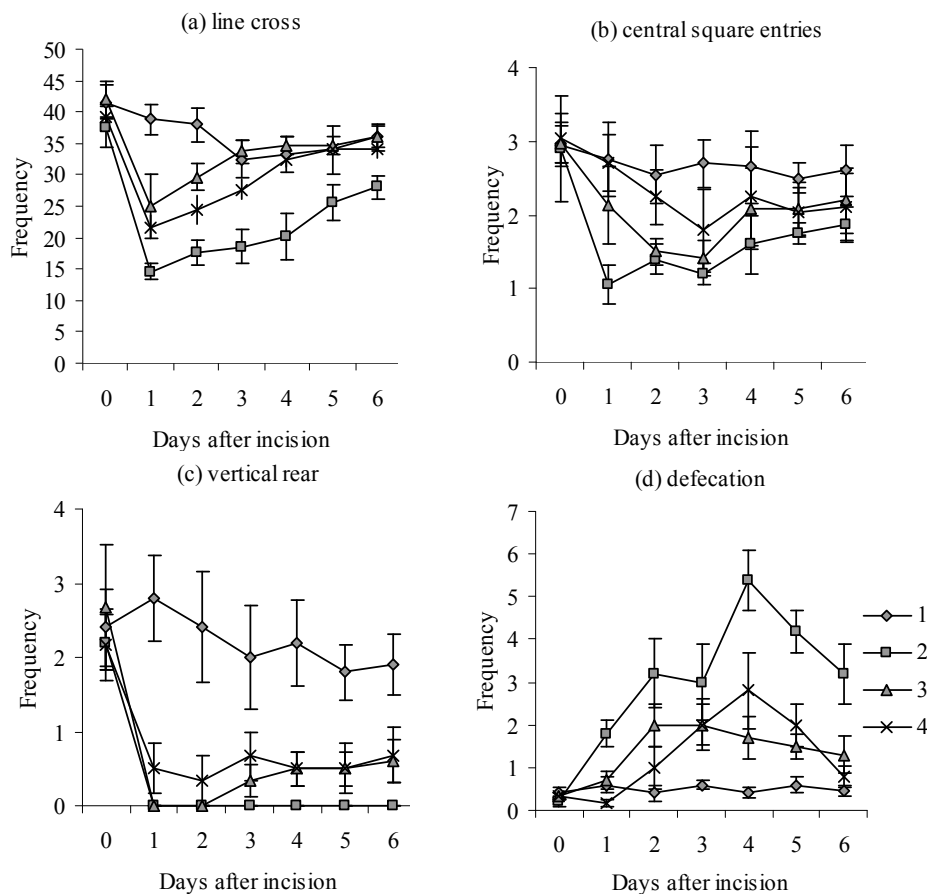 (a) line cross
50
45
40
35
30
25
20
15
10
5
0
Frequency
0 1 2 3 4 5 6
Days after incision
(b) central square entries
4
3
2
1
0
Frequency
0 1 2 3 4 5 6
Days after incision
(c) vertical rear
4
3
2
1
0
Frequency
0 1 2 3 4 5 6
Days after incision
(d) defecation
7
6
5
4
3
2
1
0
Frequency
0 1 2 3 4 5 6
Days after incision
1
2
3
4